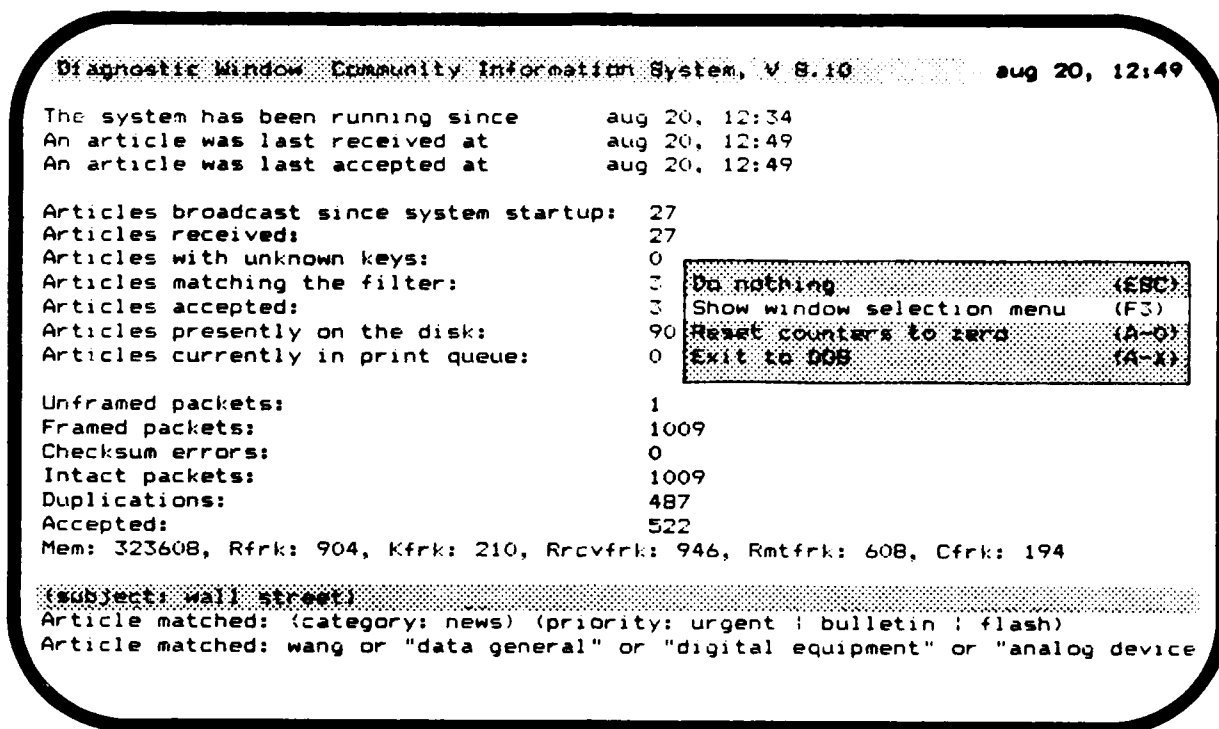 Diagnostic Window Community Information System, V 8.10 aug 20, 12:49
The system has been running since aug 20, 12:34
An article was last received at aug 20, 12:49
An article was last accepted at aug 20, 12:49
Articles broadcast since system startup: 27
Articles received: 27
Articles with unknown keys: 0
Articles matching the filter: 3
Articles accepted: 3
Articles presently on the disk: 90
Articles currently in print queue: 0
Do nothing (ESC)
Show window selection menu (F3)
Reset counters to zero (A-O)
Exit to DOS (A-X)
Unframed packets: 1
Framed packets: 1009
Checksum errors: 0
Intact packets: 1009
Duplications: 487
Accepted: 522
Mem: 323608, Rfrk: 904, Kfrk: 210, Rrcvfrk: 946, Rmtfrk: 608, Cfrk: 194
(subject: wall street)
Article matched: (category: news) (priority: urgent | bulletin | flash)
Article matched: wang or "data general" or "digital equipment" or "analog device